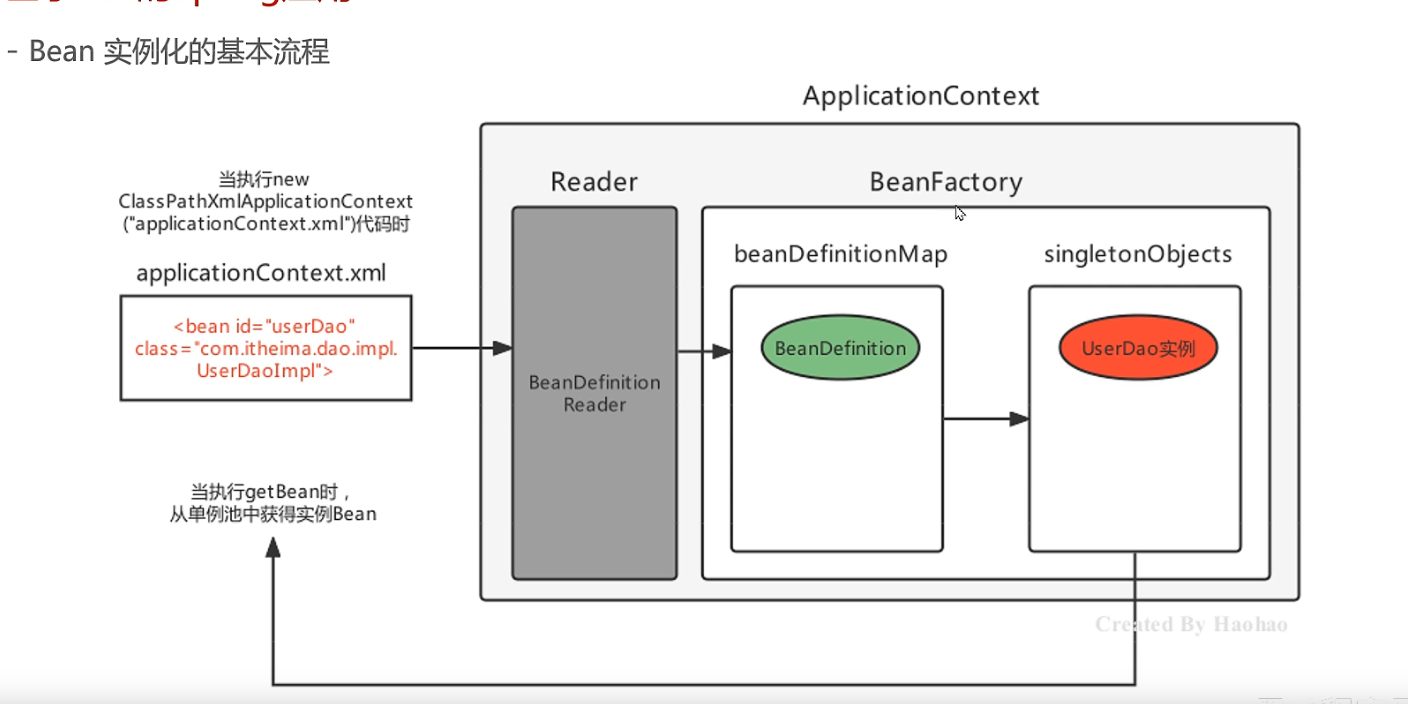 - Bean 实例化的基本流程
ApplicationContext
当执行new
ClassPathXmlApplicationContext
("applicationContext.xml")代码时
applicationContext.xml
<bean id="userDao"
class="com.itheima.dao.impl.
UserDaoImpl">
Reader
BeanDefinition
Reader
BeanFactory
beanDefinitionMap
BeanDefinition
singletonObjects
UserDao实例
当执行getBean时，
从单例池中获得实例Bean
Created By Haohao